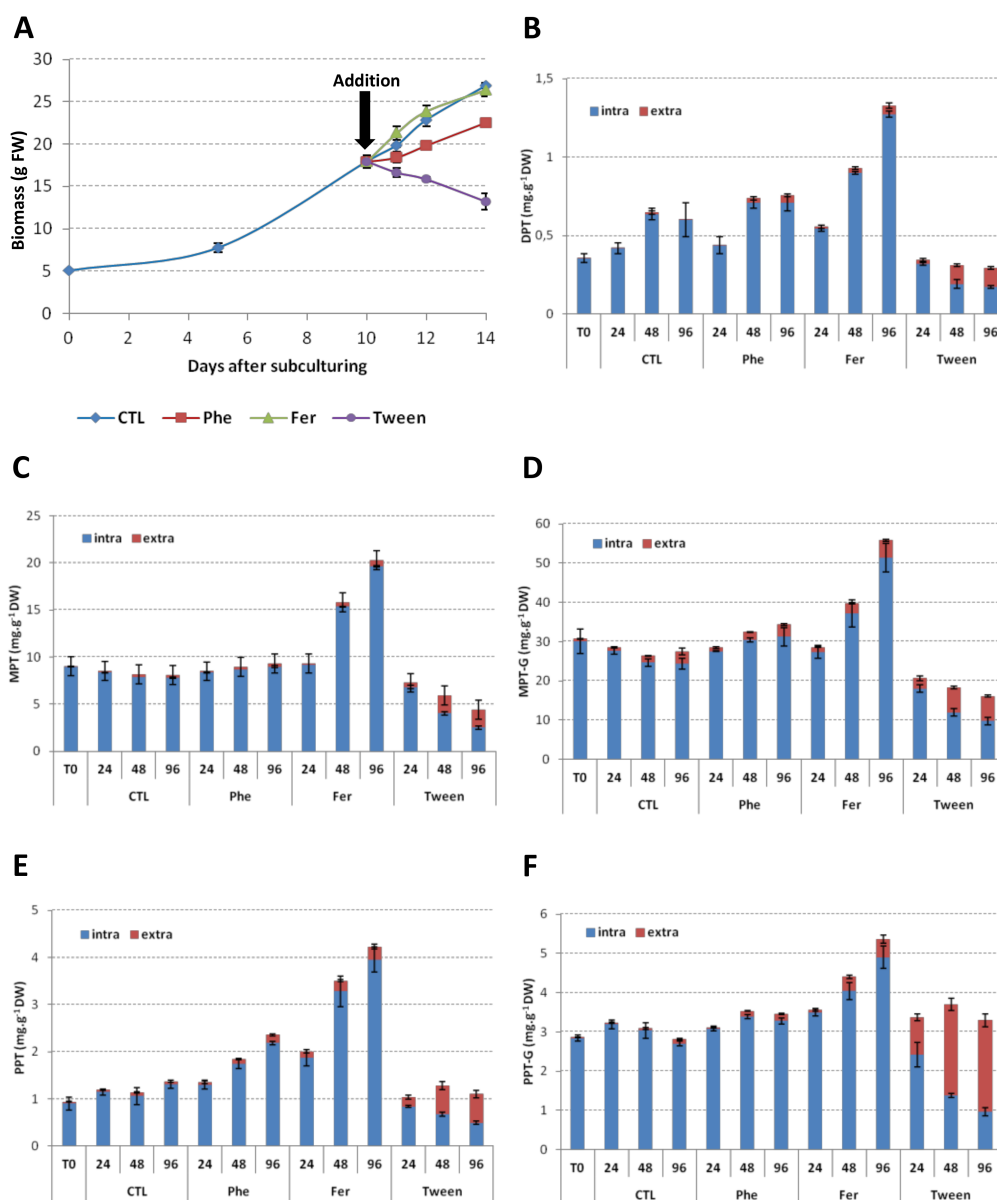 A
30
25
20
15
10
5
0
Biomass (g FW)
Addition
0 2 4 6 8 10 12 14
Days after subculturing
CTL Phe Fer Tween
B
1,5
1
0,5
0
DPT (mg.g-1 DW)
intra extra
T0 24 48 96 24 48 96 24 48 96 24 48 96
CTL Phe Fer Tween
C
25
20
15
10
5
0
MPT (mg.g-1 DW)
intra extra
T0 24 48 96 24 48 96 24 48 96 24 48 96
CTL Phe Fer Tween
D
60
50
40
30
20
10
0
MPT-G (mg.g-1 DW)
intra extra
T0 24 48 96 24 48 96 24 48 96 24 48 96
CTL Phe Fer Tween
E
5
4
3
2
1
0
PPT (mg.g-1 DW)
intra extra
T0 24 48 96 24 48 96 24 48 96 24 48 96
CTL Phe Fer Tween
F
6
5
4
3
2
1
0
PPT-G (mg.g-1 DW)
intra extra
T0 24 48 96 24 48 96 24 48 96 24 48 96
CTL Phe Fer Tween